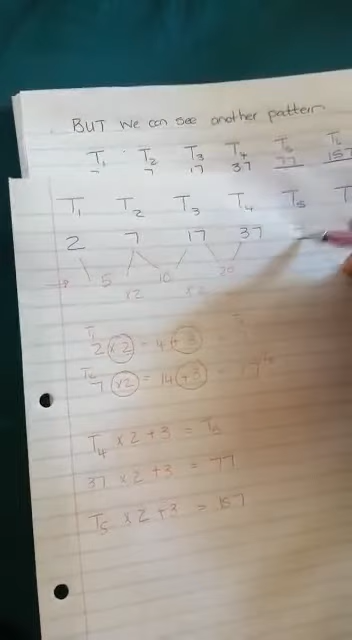 BUT we can see another pattern
T₁ T₂ T₃ T₄ T₅ T₆
7 17 37 77 157
T₁ T₂ T₃ T₄ T₅ T
2 7 17 37
5 10 20
x2 x2
T₁
2 x2 = 4 +3 =
T₂
7 x2 = 14 +3 = 17
T₄ x 2 + 3 = T₅
37 x 2 + 3 = 77
T₅ x 2 + 3 = 157